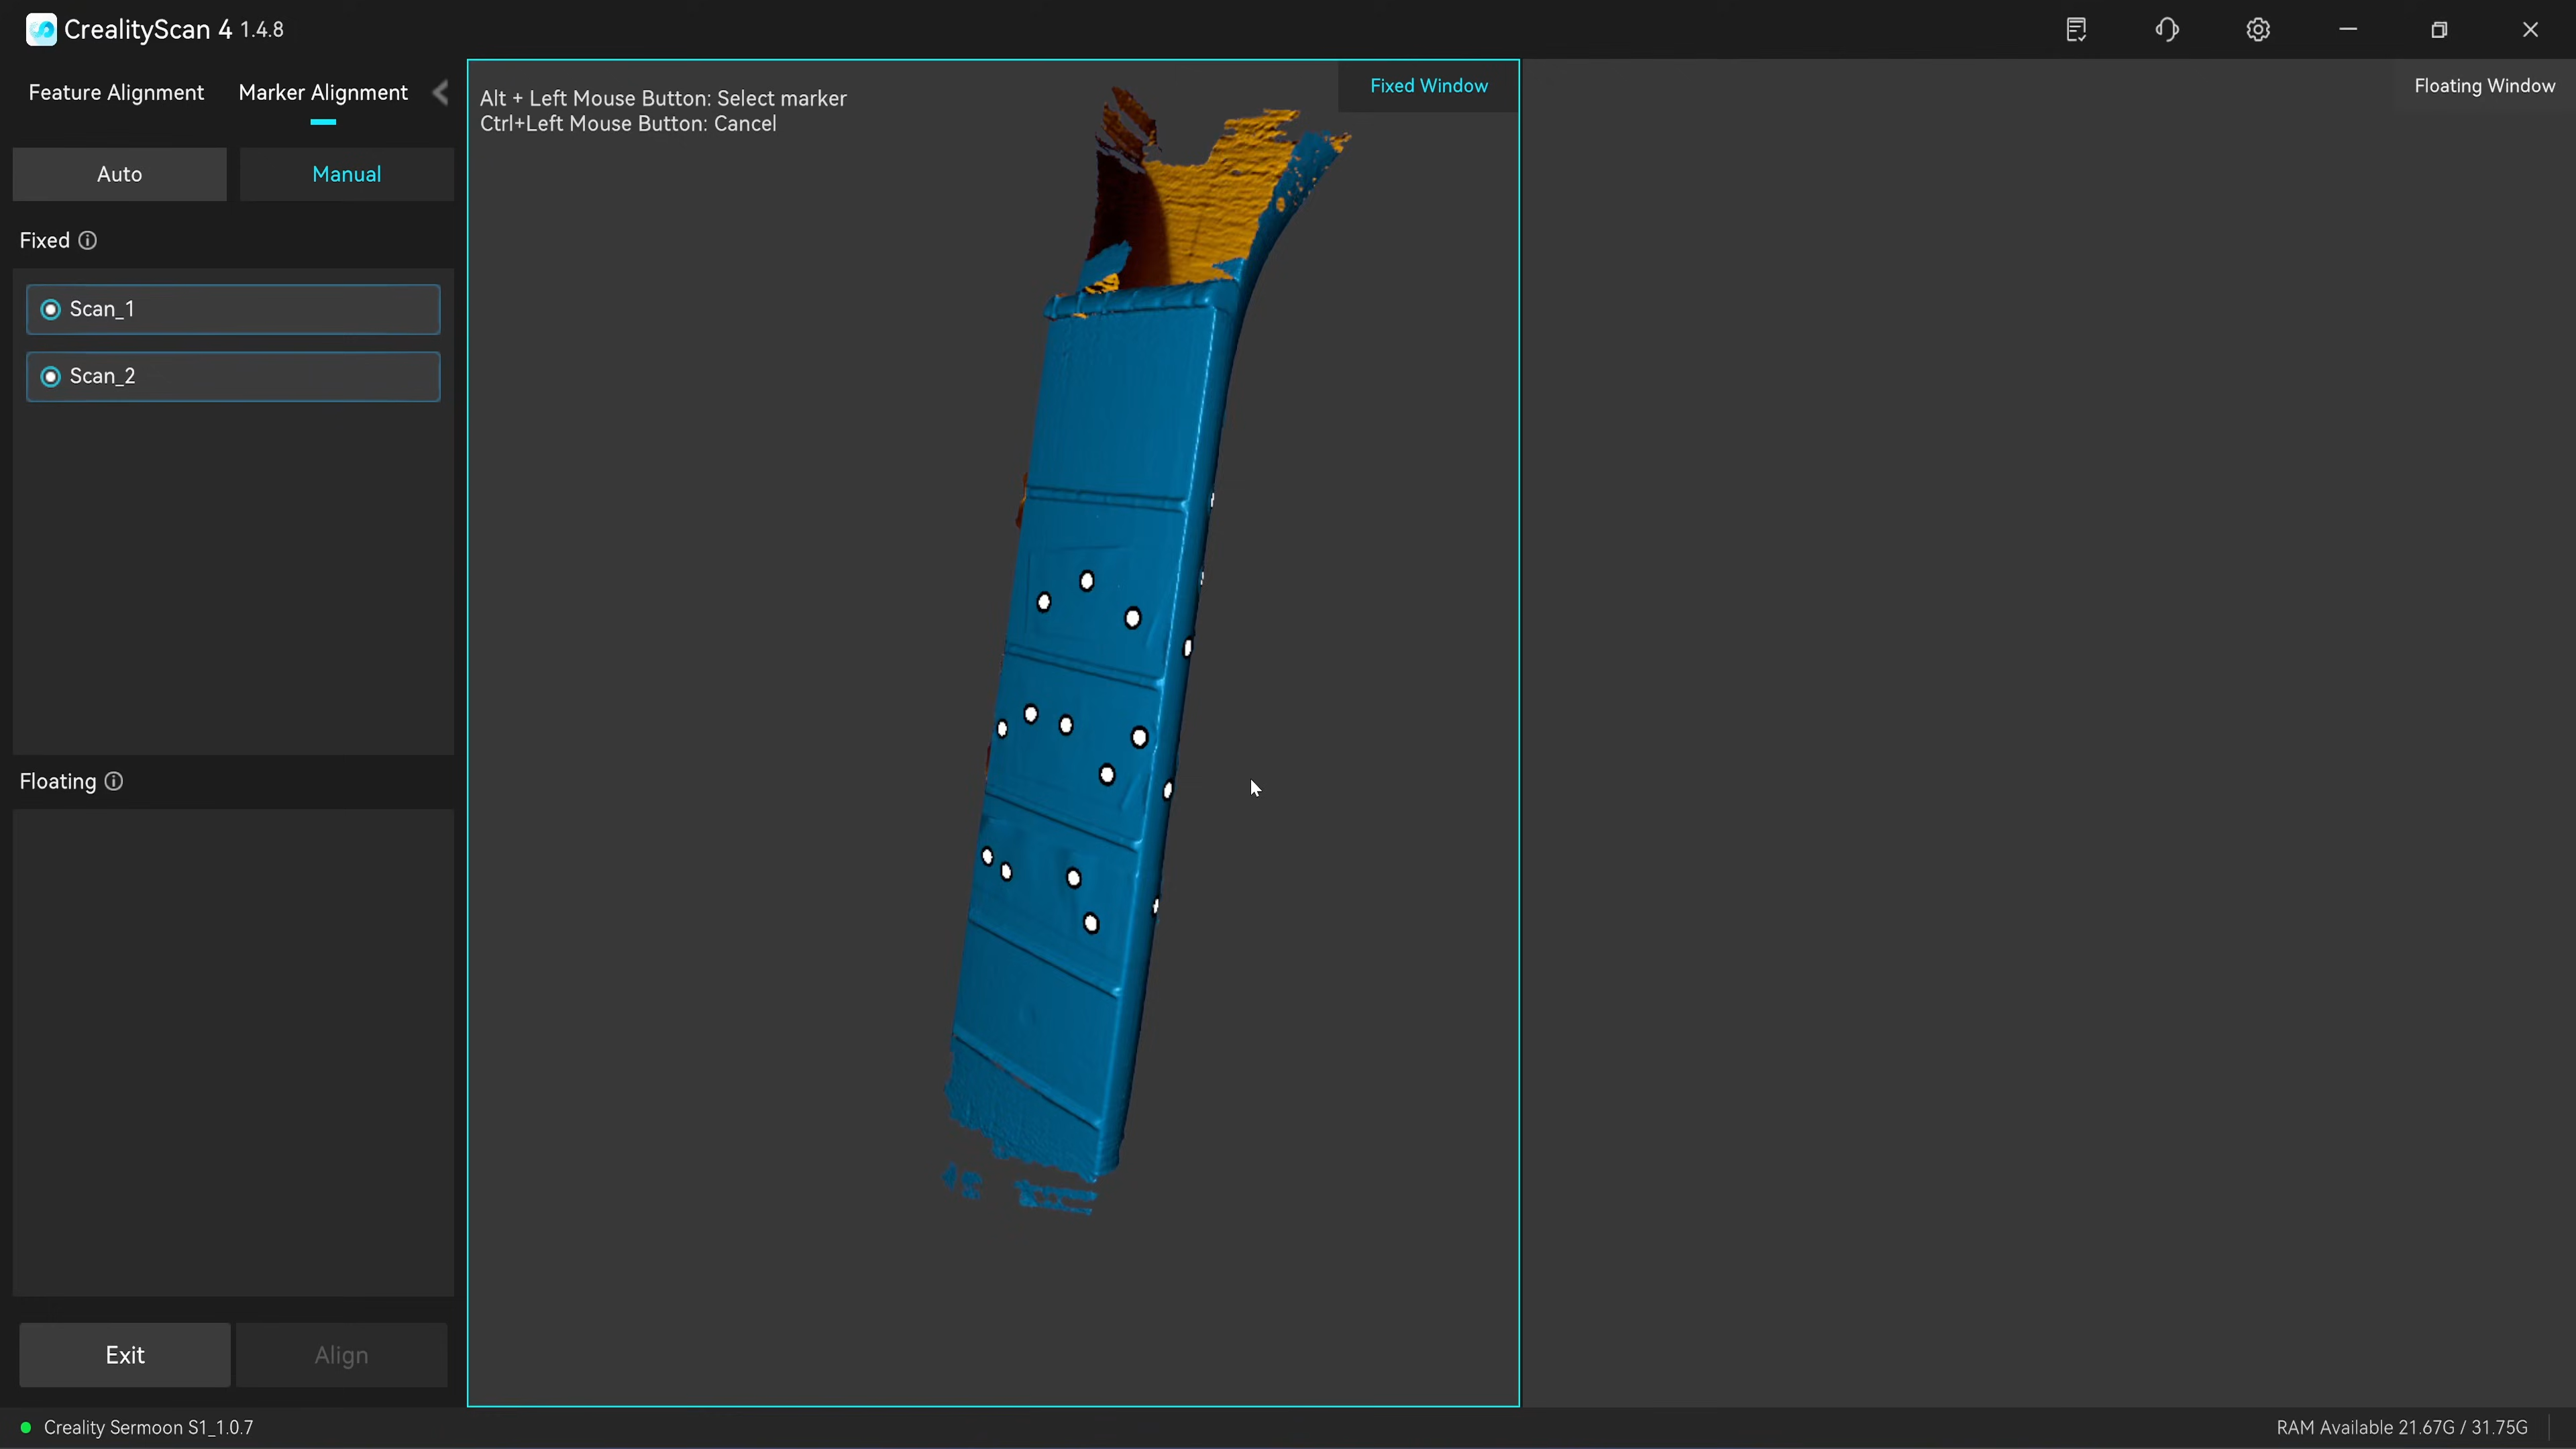 CrealityScan 4 1.4.8
Feature Alignment
Marker Alignment
Auto
Manual
Fixed
Scan_1
Scan_2
Floating
Exit
Align
Alt + Left Mouse Button: Select marker
Ctrl+Left Mouse Button: Cancel
Fixed Window
Floating Window
Creality Sermoon S1_1.0.7
RAM Available 21.67G / 31.75G